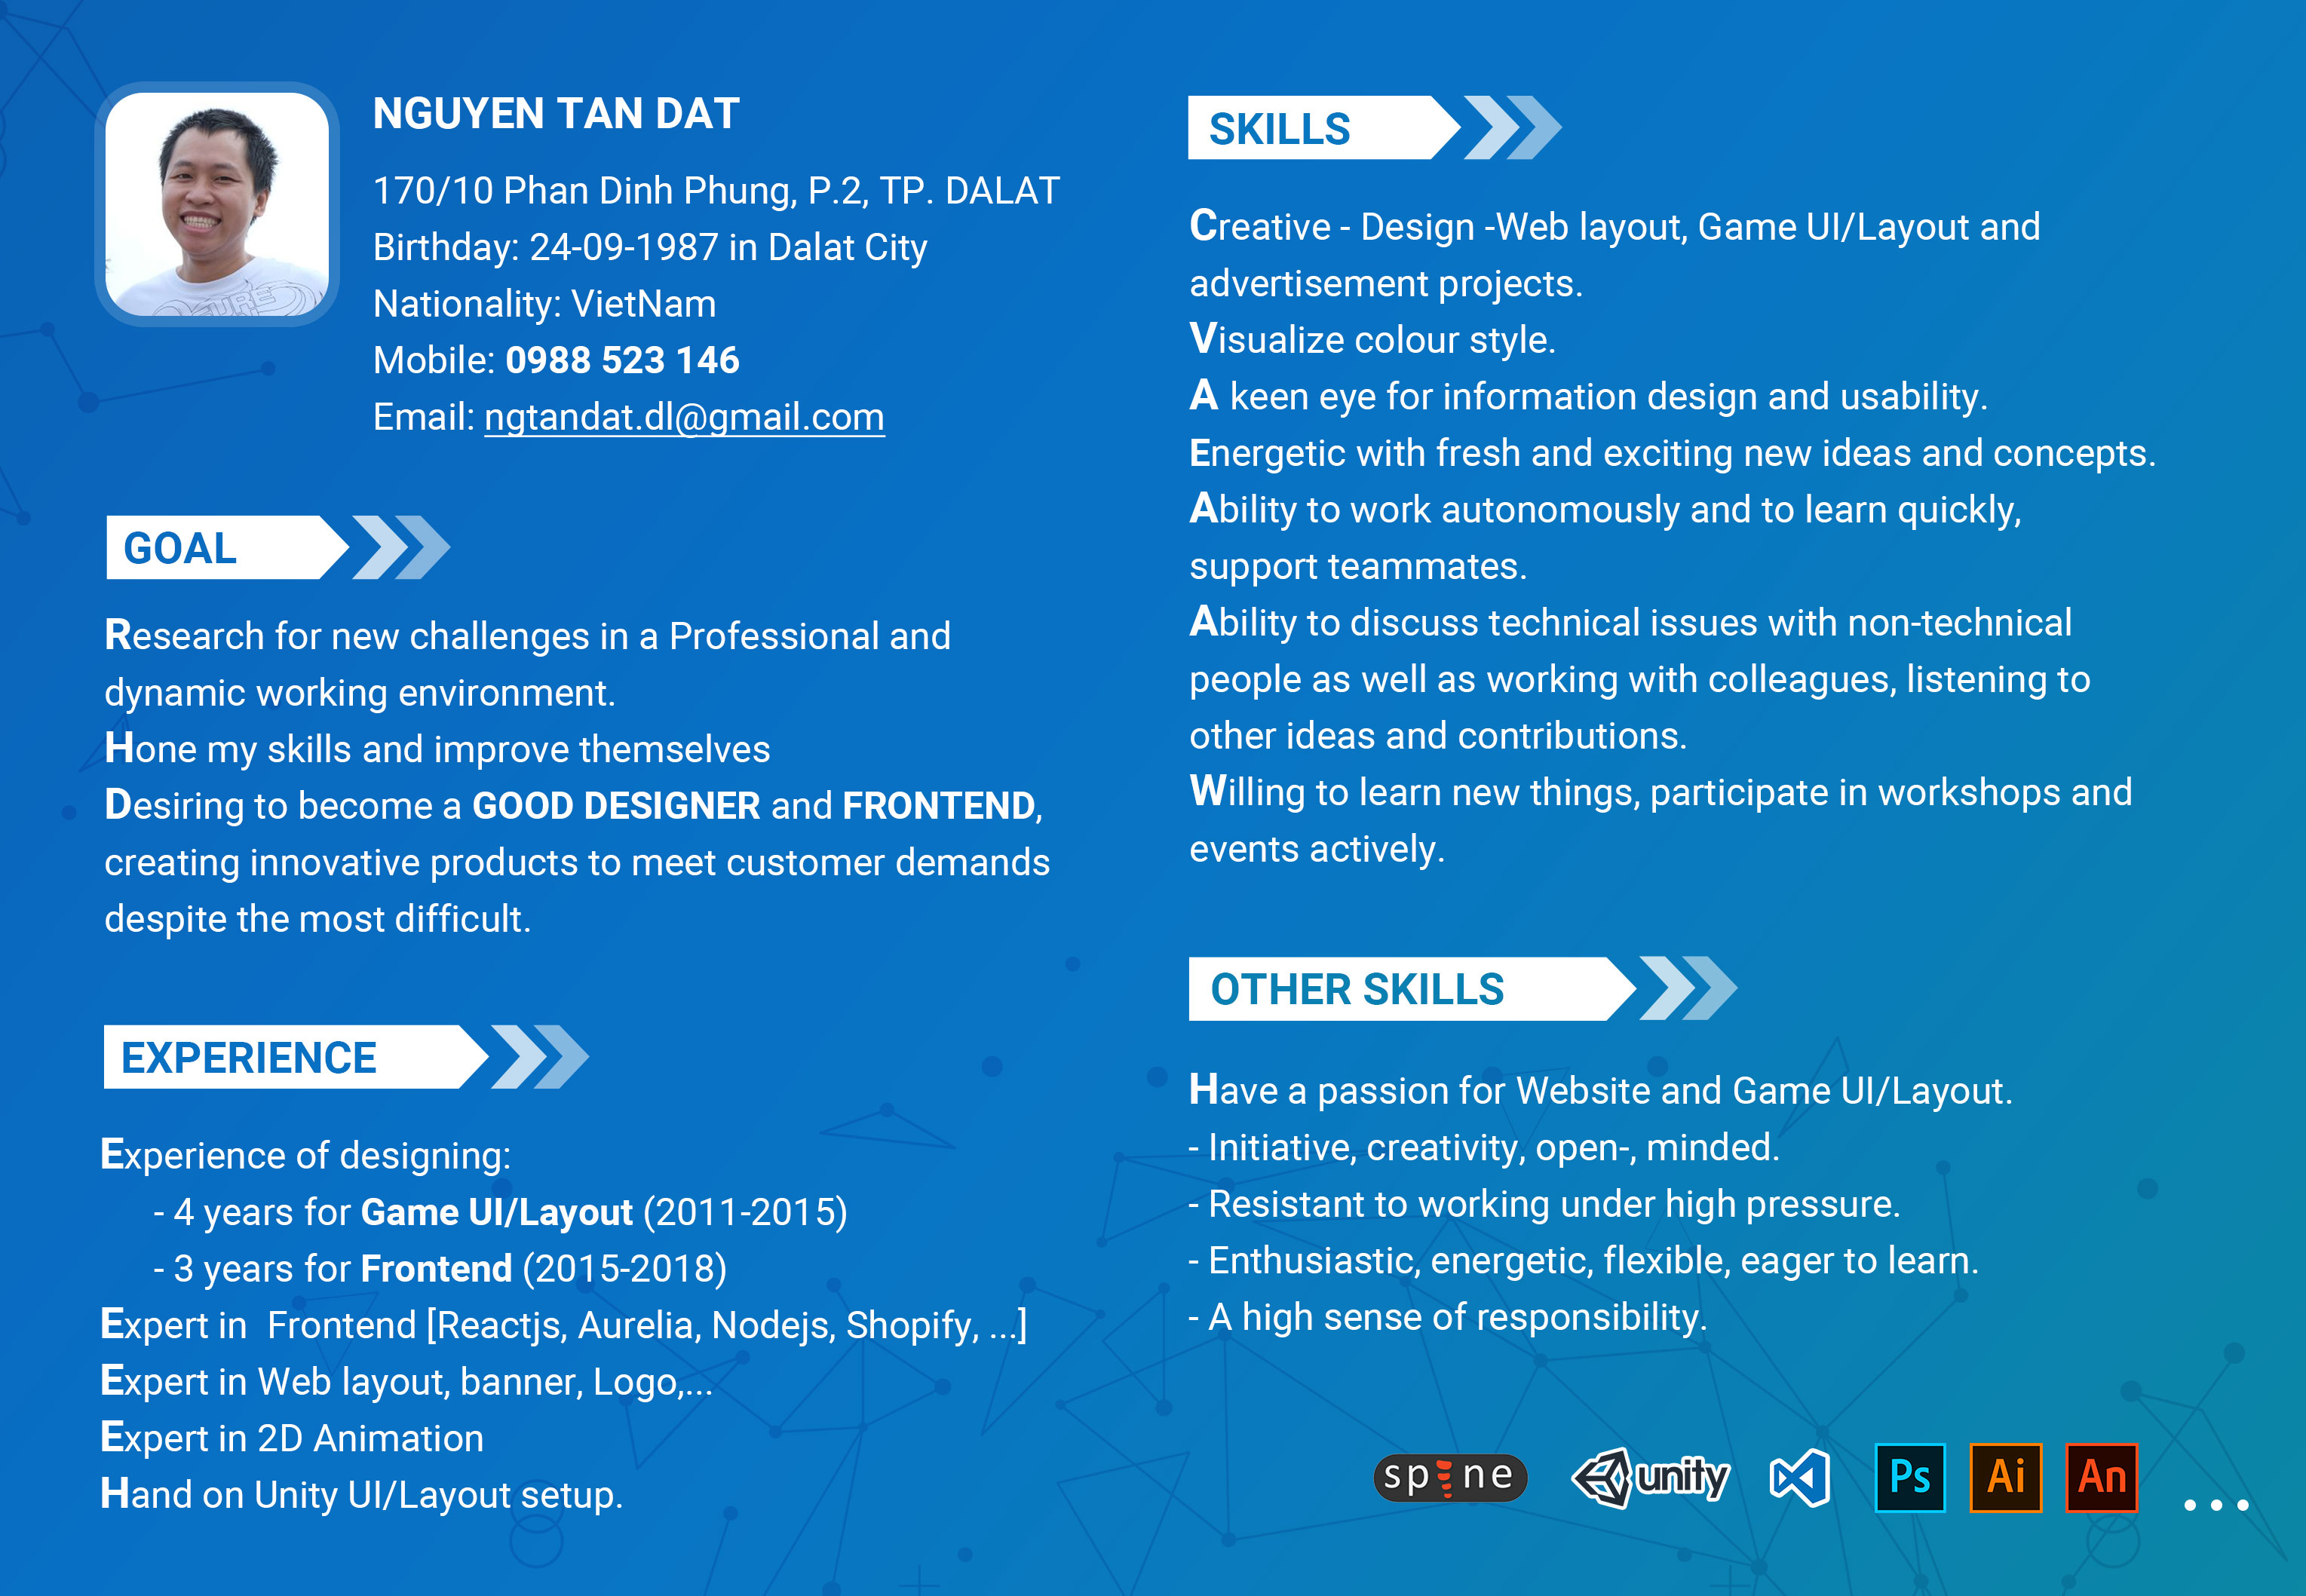 NGUYEN TAN DAT
170/10 Phan Dinh Phung, P.2, TP. DALAT
Birthday: 24-09-1987 in Dalat City
Nationality: VietNam
Mobile: 0988 523 146
Email: ngtandat.dl@gmail.com
GOAL
Research for new challenges in a Professional and
dynamic working environment.
Hone my skills and improve themselves
Desiring to become a GOOD DESIGNER and FRONTEND,
creating innovative products to meet customer demands
despite the most difficult.
EXPERIENCE
Experience of designing:
- 4 years for Game UI/Layout (2011-2015)
- 3 years for Frontend (2015-2018)
Expert in  Frontend [Reactjs, Aurelia, Nodejs, Shopify, ...]
Expert in Web layout, banner, Logo,...
Expert in 2D Animation
Hand on Unity UI/Layout setup.
SKILLS
Creative - Design -Web layout, Game UI/Layout and
advertisement projects.
Visualize colour style.
A keen eye for information design and usability.
Energetic with fresh and exciting new ideas and concepts.
Ability to work autonomously and to learn quickly,
support teammates.
Ability to discuss technical issues with non-technical
people as well as working with colleagues, listening to
other ideas and contributions.
Willing to learn new things, participate in workshops and
events actively.
OTHER SKILLS
Have a passion for Website and Game UI/Layout.
- Initiative, creativity, open-, minded.
- Resistant to working under high pressure.
- Enthusiastic, energetic, flexible, eager to learn.
- A high sense of responsibility.
spine unity Ps Ai An ...